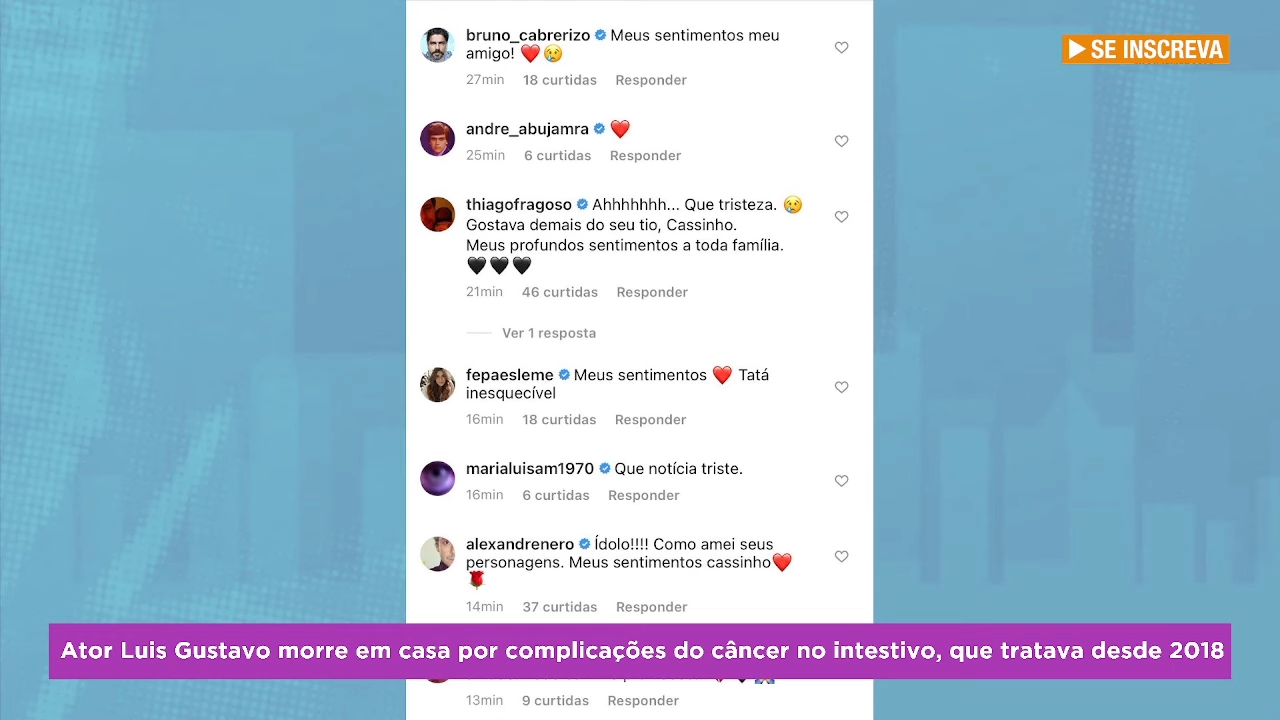 bruno_cabrerizo Meus sentimentos meu
amigo! ❤️😢
27min 18 curtidas Responder
SE INSCREVA
andre_abujamra ❤️
25min 6 curtidas Responder
thiagofragoso Ahhhhhhh... Que tristeza. 😢
Gostava demais do seu tio, Cassinho.
Meus profundos sentimentos a toda família.
🖤🖤🖤
21min 46 curtidas Responder
Ver 1 resposta
fepaesleme Meus sentimentos ❤️ Tatá
inesquecível
16min 18 curtidas Responder
marialuisam1970 Que notícia triste.
16min 6 curtidas Responder
alexandrenero Ídolo!!!! Como amei seus
personagens. Meus sentimentos cassinho❤️
🌹
14min 37 curtidas Responder
Ator Luis Gustavo morre em casa por complicações do câncer no intestivo, que tratava desde 2018
13min 9 curtidas Responder